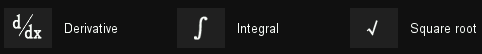 d/dx Derivative ∫ Integral √ Square root